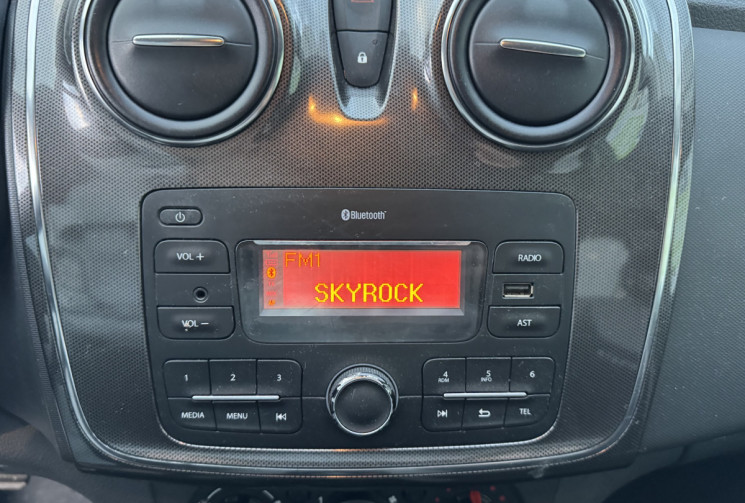 Bluetooth
VOL +
FM1
SKYROCK
RADIO
VOL –
AST
1 2 3
4 RDM 5 INFO 6
MEDIA MENU
TEL